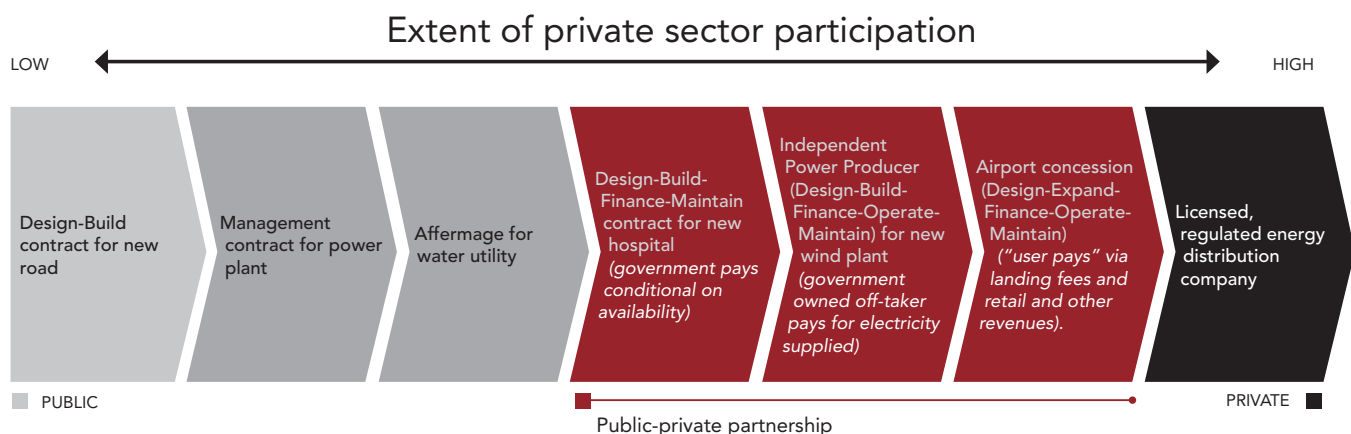 Extent of private sector participation
LOW
HIGH
Design-Build
contract for new
road
Management
contract for power
plant
Affermage for
water utility
Design-Build-
Finance-Maintain
contract for new
hospital
(government pays
conditional on
availability)
Independent
Power Producer
(Design-Build-
Finance-Operate-
Maintain) for new
wind plant
(government
owned off-taker
pays for electricity
supplied)
Airport concession
(Design-Expand-
Finance-Operate-
Maintain)
(“user pays” via
landing fees and
retail and other
revenues).
Licensed,
regulated energy
distribution
company
PUBLIC
PRIVATE
Public-private partnership